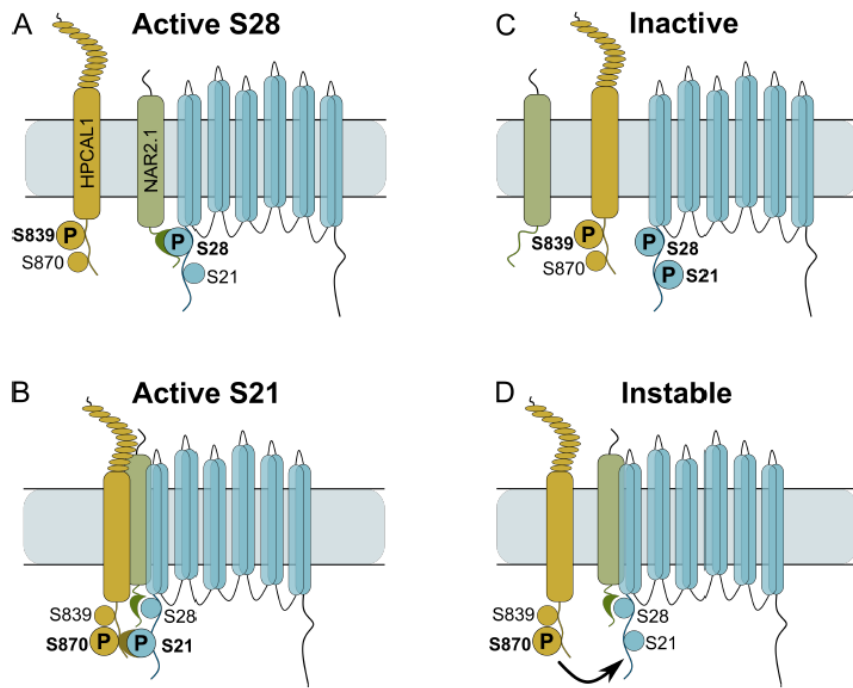 A
Active S28
HPCAL1
NAR2.1
S839
P
S870
P
S28
S21
B
Active S21
S839
S870
P
P
S28
S21
C
Inactive
S839
P
S870
P
S28
P
S21
D
Instable
S839
S870
P
S28
S21